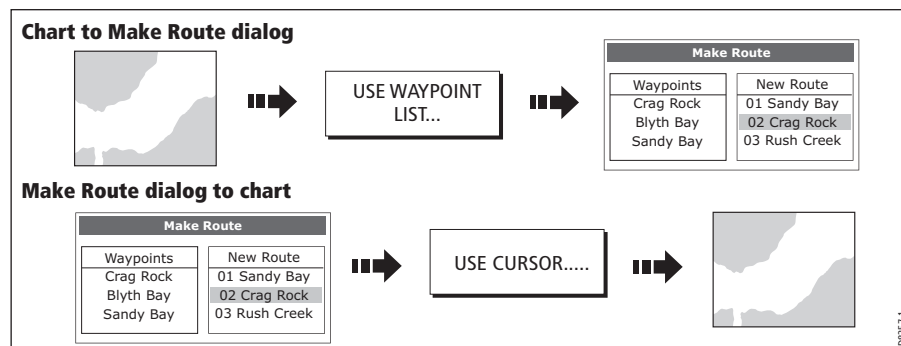 Chart to Make Route dialog
USE WAYPOINT
LIST...
Make Route
Waypoints
Crag Rock
Blyth Bay
Sandy Bay
New Route
01 Sandy Bay
02 Crag Rock
03 Rush Creek
Make Route dialog to chart
Make Route
Waypoints
Crag Rock
Blyth Bay
Sandy Bay
New Route
01 Sandy Bay
02 Crag Rock
03 Rush Creek
USE CURSOR.....